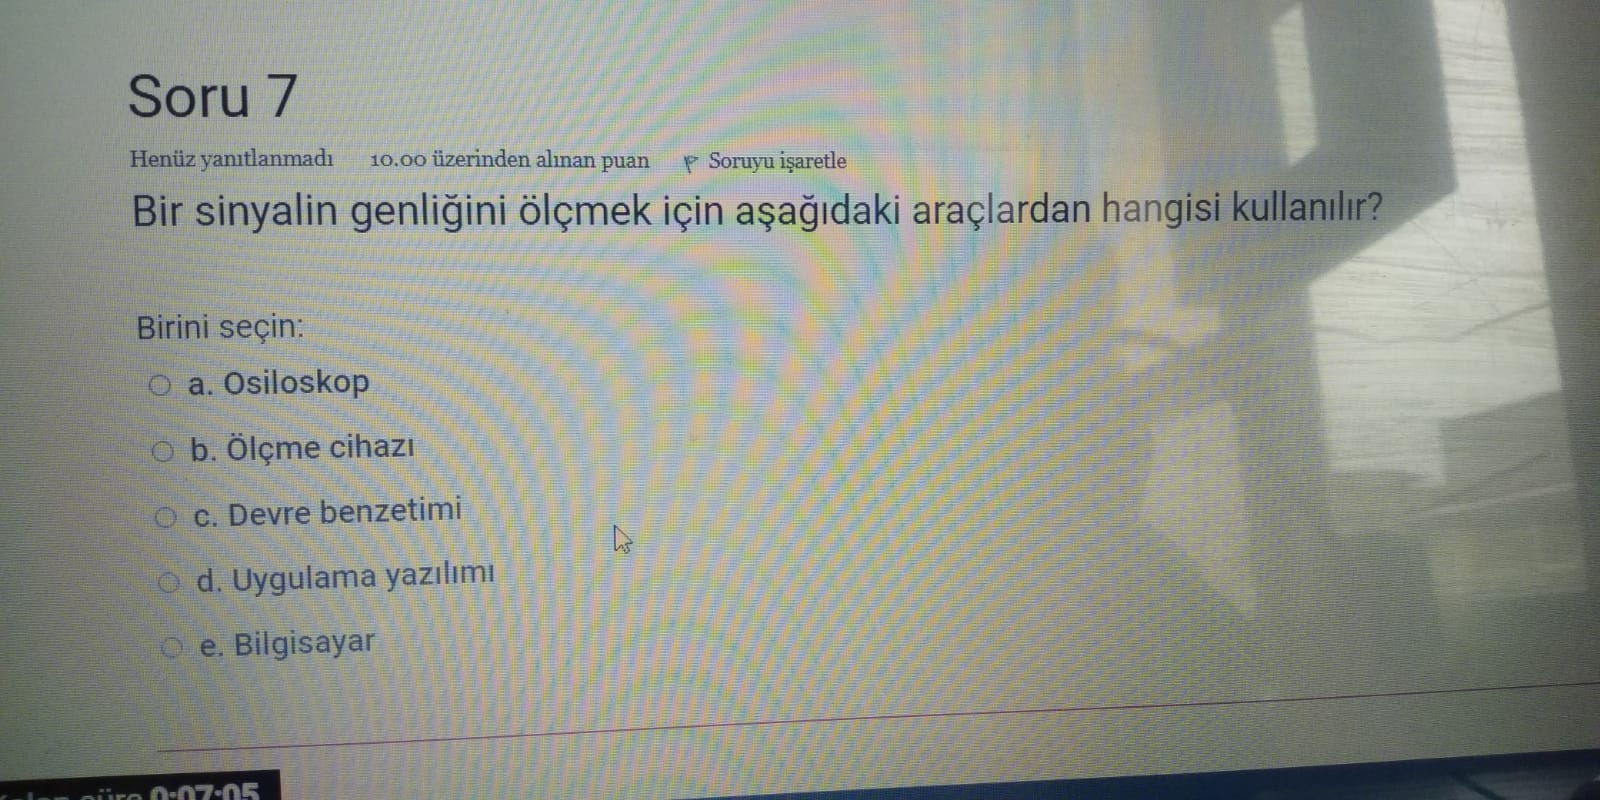 Soru 7
Henüz yanıtlanmadı 10.00 üzerinden alınan puan Soruyu işaretle
Bir sinyalin genliğini ölçmek için aşağıdaki araçlardan hangisi kullanılır?
Birini seçin:
a. Osiloskop
b. Ölçme cihazı
c. Devre benzetimi
d. Uygulama yazılımı
e. Bilgisayar
süre 0:07:05